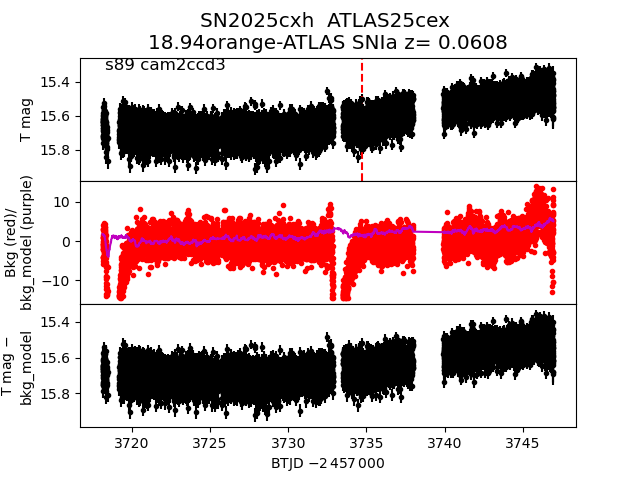 SN2025cxh  ATLAS25cex
18.94orange-ATLAS SNIa z= 0.0608
s89 cam2ccd3
T mag
15.4
15.6
15.8
Bkg (red)/
bkg_model (purple)
10
0
−10
T mag −
bkg_model
15.4
15.6
15.8
3720
3725
3730
3735
3740
3745
BTJD −2 457 000